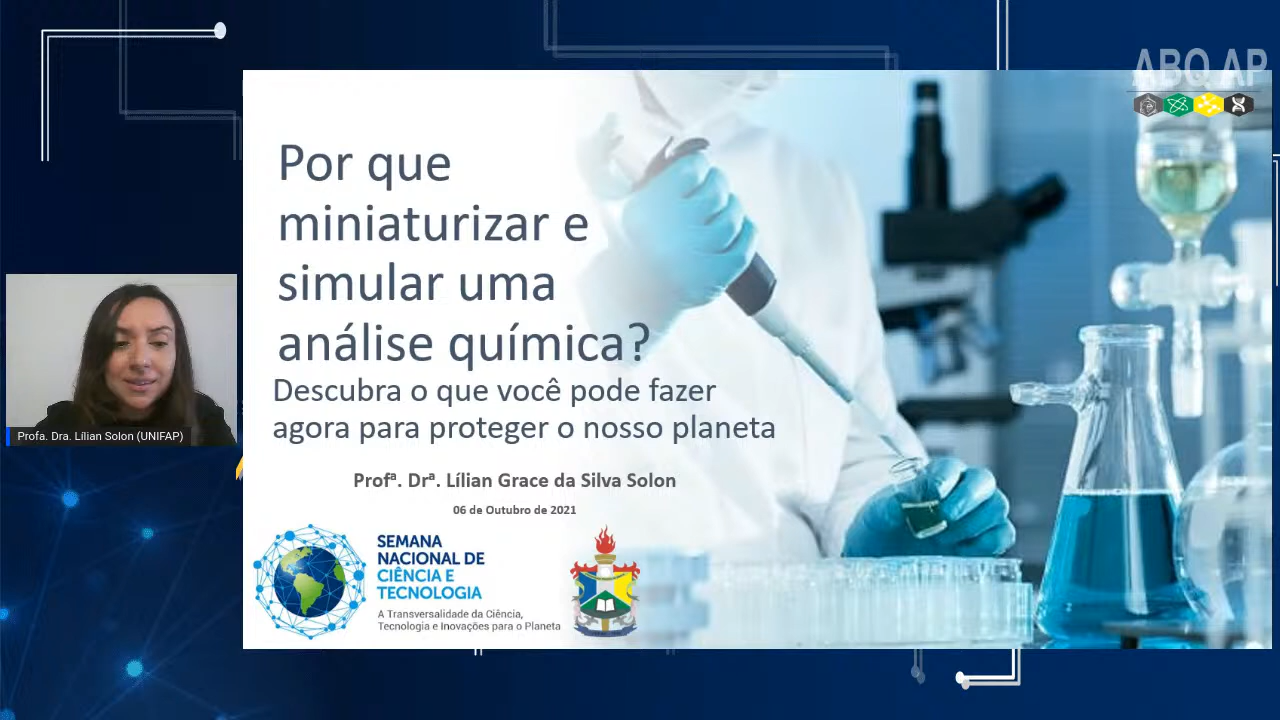 ABQ AP
Por que
miniaturizar e
simular uma
análise química?
Descubra o que você pode fazer
agora para proteger o nosso planeta
Profª. Drª. Lílian Grace da Silva Solon
06 de Outubro de 2021
Profa. Dra. Lílian Solon (UNIFAP)
SEMANA
NACIONAL DE
CIÊNCIA E
TECNOLOGIA
A Transversalidade da Ciência,
Tecnologia e Inovações para o Planeta